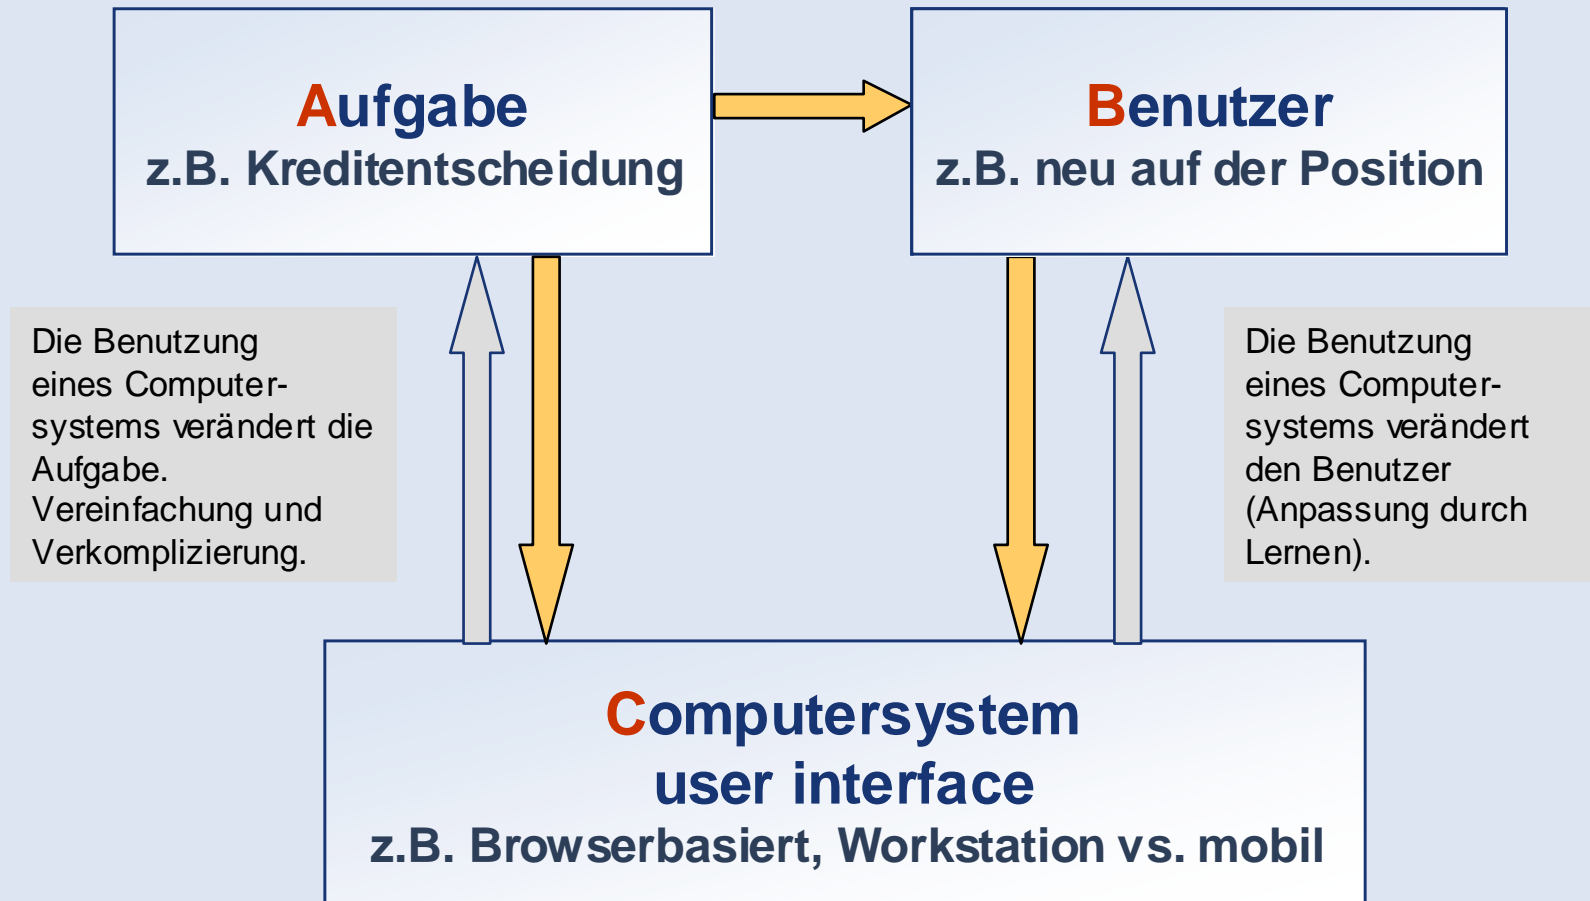 Aufgabe
z.B. Kreditentscheidung
Benutzer
z.B. neu auf der Position
Die Benutzung
eines Computer-
systems verändert die
Aufgabe.
Vereinfachung und
Verkomplizierung.
Die Benutzung
eines Computer-
systems verändert
den Benutzer
(Anpassung durch
Lernen).
Computersystem
user interface
z.B. Browserbasiert, Workstation vs. mobil